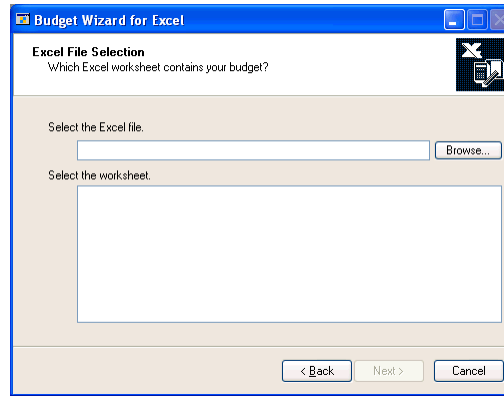 Budget Wizard for Excel
Excel File Selection
Which Excel worksheet contains your budget?
Select the Excel file.
Browse...
Select the worksheet.
< Back
Next >
Cancel